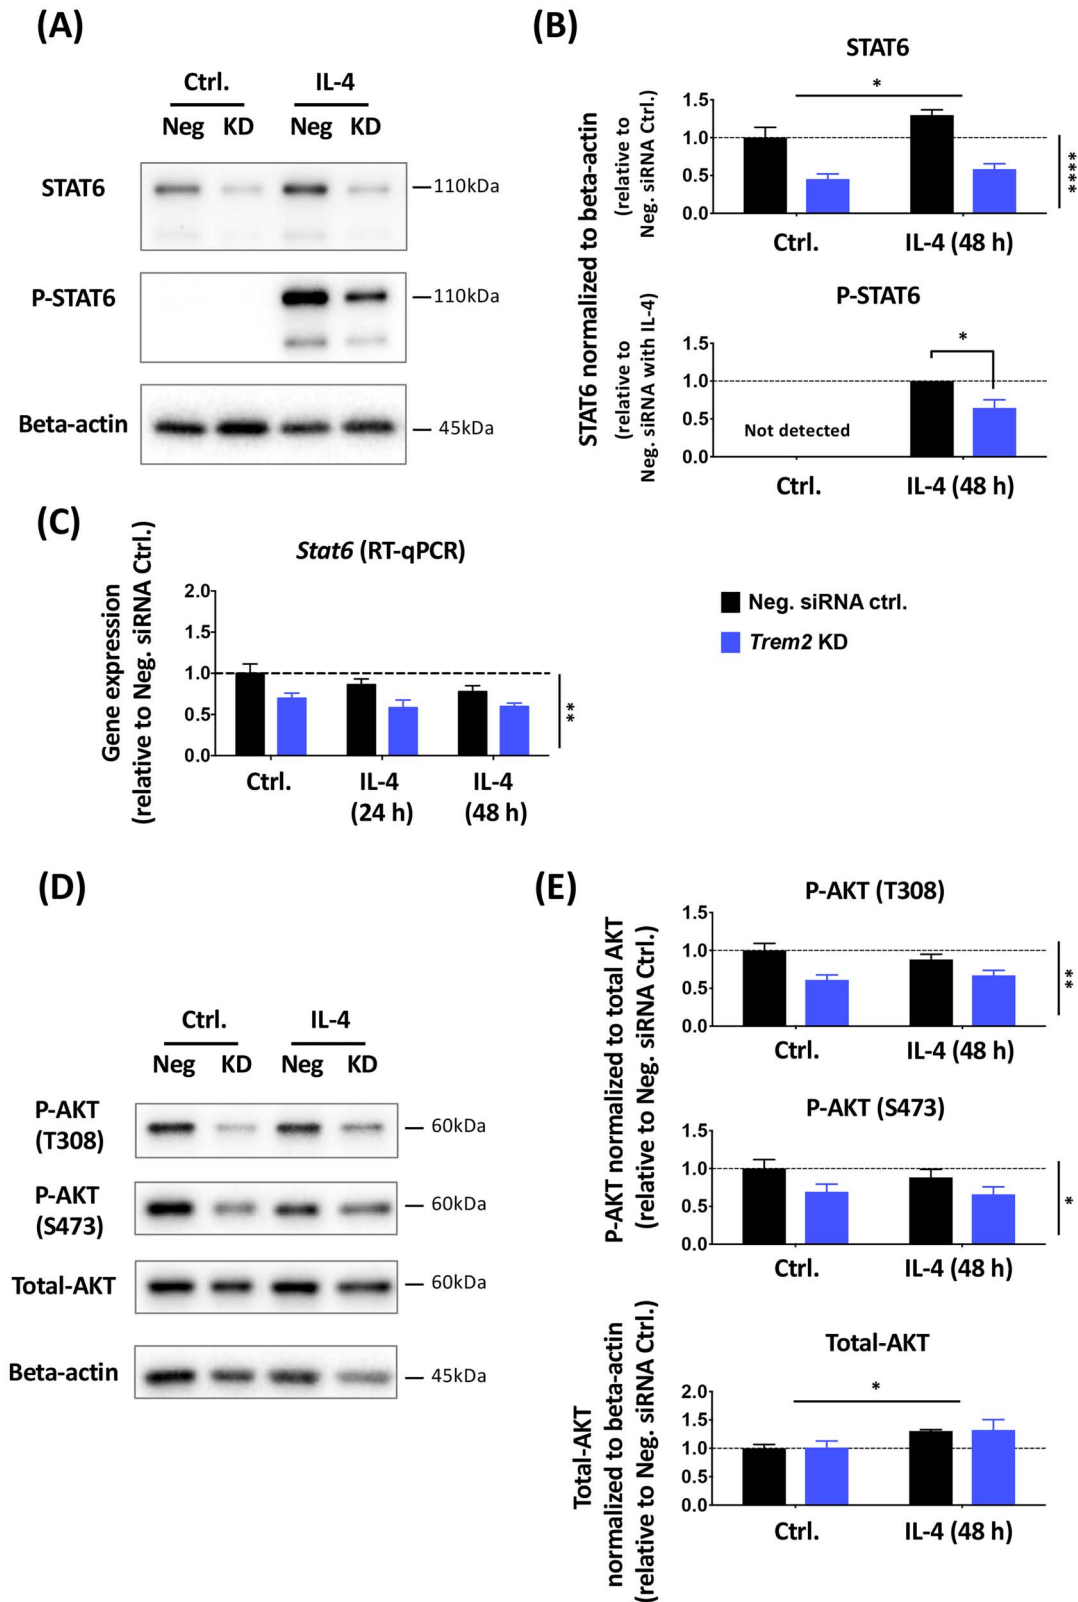 (A)
Ctrl. IL-4
Neg KD Neg KD
STAT6
110kDa
P-STAT6
110kDa
Beta-actin
45kDa
(B)
STAT6 normalized to beta-actin
STAT6
(relative to
Neg. siRNA Ctrl.)
1.5
1.0
0.5
0.0
*
****
Ctrl. IL-4 (48 h)
P-STAT6
(relative to
Neg. siRNA with IL-4)
1.5
1.0
0.5
0.0
*
Not detected
Ctrl. IL-4 (48 h)
(C)
Stat6 (RT-qPCR)
Gene expression
(relative to Neg. siRNA Ctrl.)
2.0
1.0
0.5
0.0
**
Ctrl. IL-4 IL-4
(24 h) (48 h)
Neg. siRNA ctrl.
Trem2 KD
(D)
Ctrl. IL-4
Neg KD Neg KD
P-AKT
(T308)
60kDa
P-AKT
(S473)
60kDa
Total-AKT
60kDa
Beta-actin
45kDa
(E)
P-AKT normalized to total AKT
(relative to Neg. siRNA Ctrl.)
P-AKT (T308)
1.5
1.0
0.5
0.0
**
Ctrl. IL-4 (48 h)
P-AKT (S473)
1.5
1.0
0.5
0.0
*
Ctrl. IL-4 (48 h)
Total-AKT
Total-AKT
normalized to beta-actin
(relative to Neg. siRNA Ctrl.)
2.0
1.5
1.0
0.5
0.0
*
Ctrl. IL-4 (48 h)